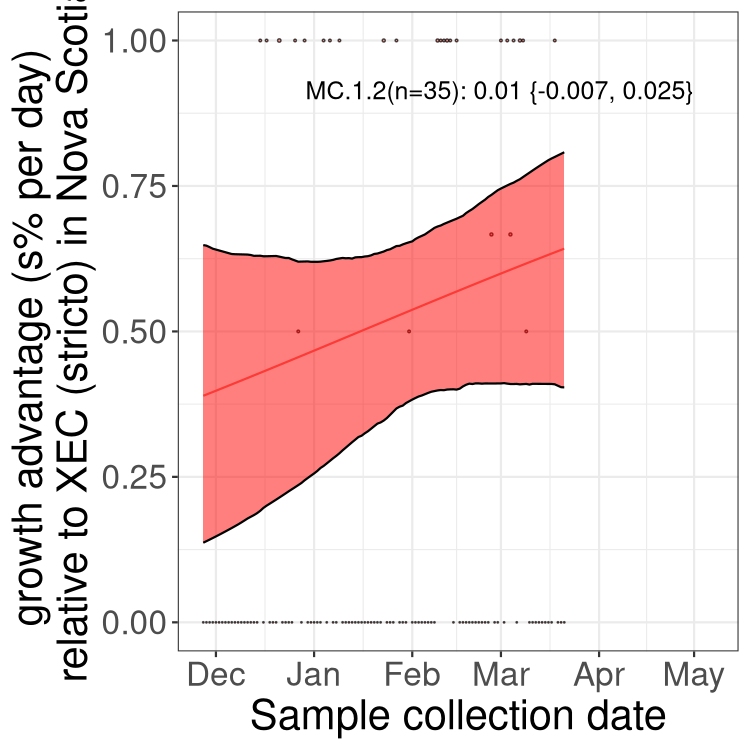 growth advantage (s% per day)
relative to XEC (stricto) in Nova Scotia
1.00
0.75
0.50
0.25
0.00
MC.1.2(n=35): 0.01 {-0.007, 0.025}
Dec Jan Feb Mar Apr May
Sample collection date